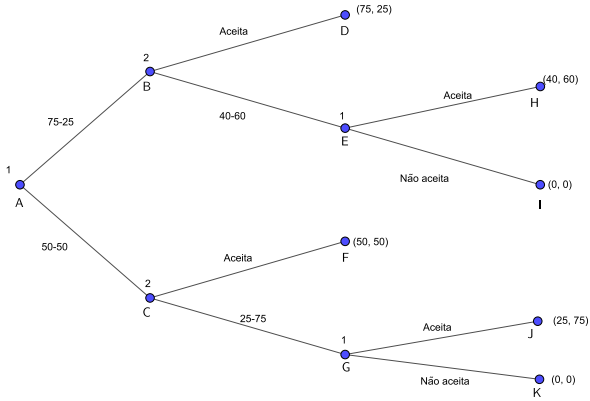 (75, 25)
Aceita
D
2
B
(40, 60)
Aceita
H
75-25
40-60
1
E
1
A
Não aceita
(0, 0)
I
50-50
(50, 50)
Aceita
F
2
C
25-75
(25, 75)
Aceita
J
1
G
Não aceita
(0, 0)
K